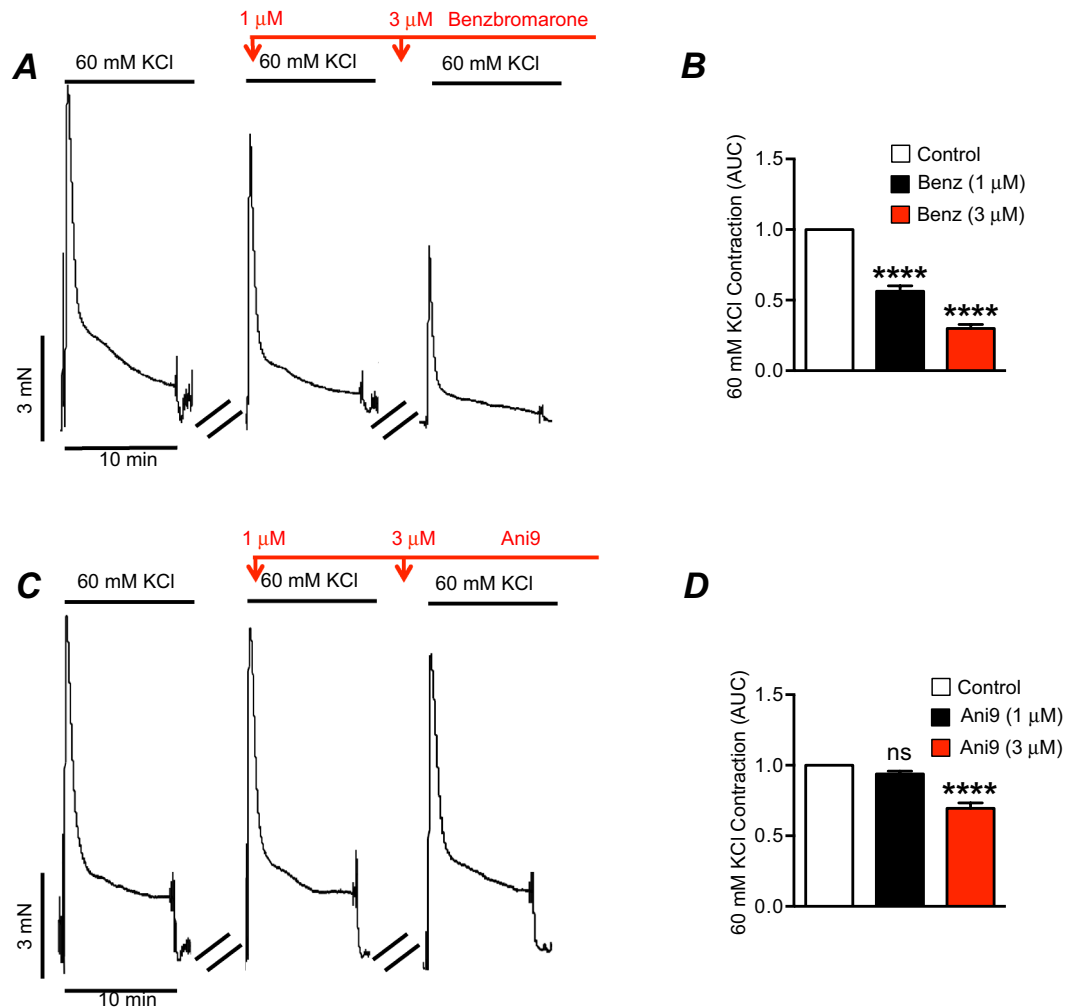 1 μM
3 μM Benzbromarone
A
60 mM KCl
60 mM KCl
60 mM KCl
3 mN
10 min
B
60 mM KCl Contraction (AUC)
1.5
1.0
0.5
0.0
Control
Benz (1 μM)
Benz (3 μM)
****
****
1 μM
3 μM Ani9
C
60 mM KCl
60 mM KCl
60 mM KCl
3 mN
10 min
D
60 mM KCl Contraction (AUC)
1.5
1.0
0.5
0.0
Control
Ani9 (1 μM)
Ani9 (3 μM)
ns
****